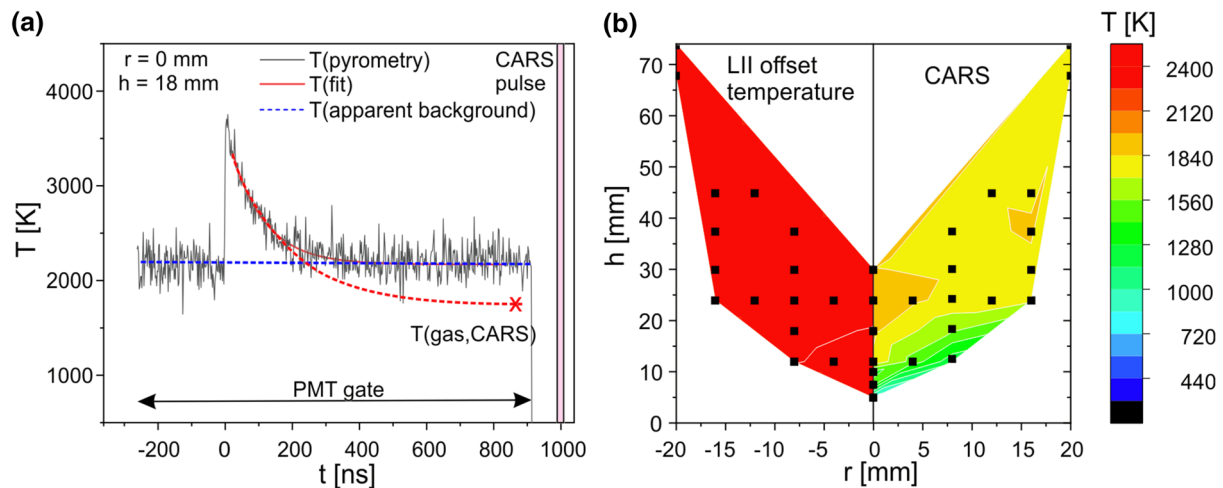 (a)
r = 0 mm
h = 18 mm
T(pyrometry)
T(fit)
T(apparent background)
CARS
pulse
T(gas,CARS)
PMT gate
T [K]
4000
3000
2000
1000
-200 0 200 400 600 800 1000
t [ns]
(b)
LII offset
temperature
CARS
h [mm]
70
60
50
40
30
20
10
0
-20 -15 -10 -5 0 5 10 15 20
r [mm]
T [K]
2400
2120
1840
1560
1280
1000
720
440